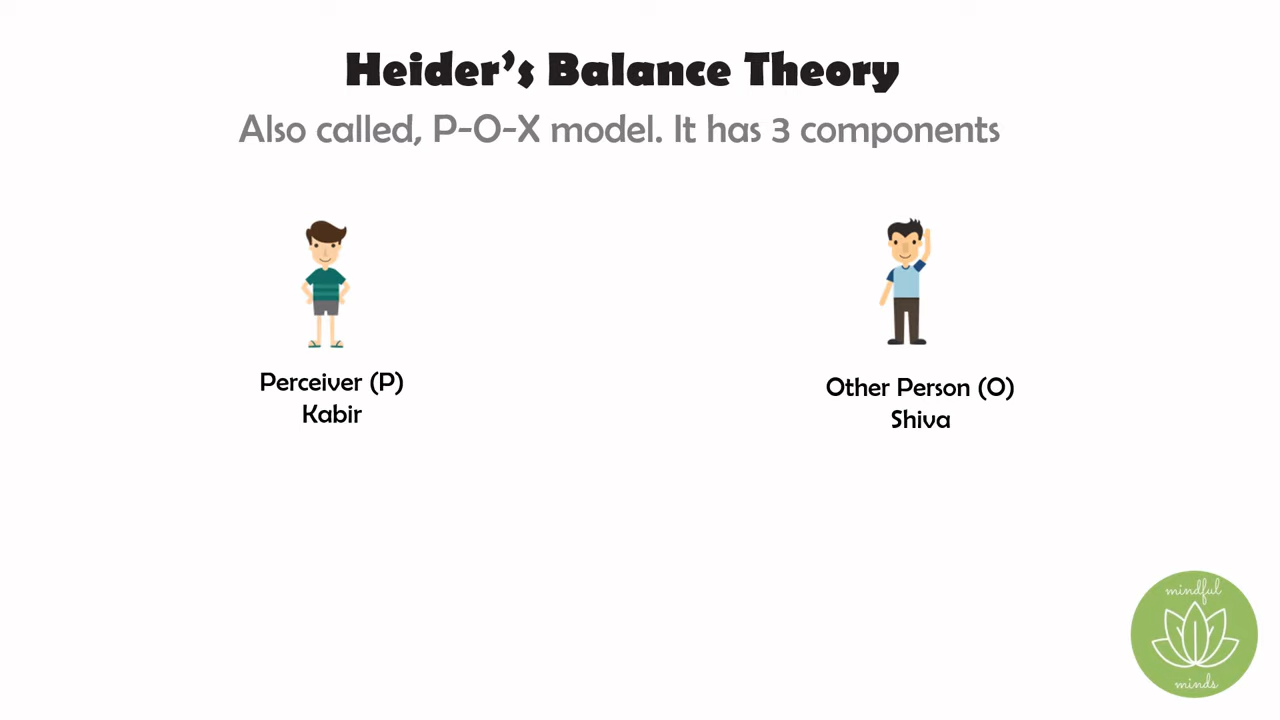 Heider's Balance Theory
Also called, P-O-X model. It has 3 components
Perceiver (P)
Kabir
Other Person (O)
Shiva
mindful
minds